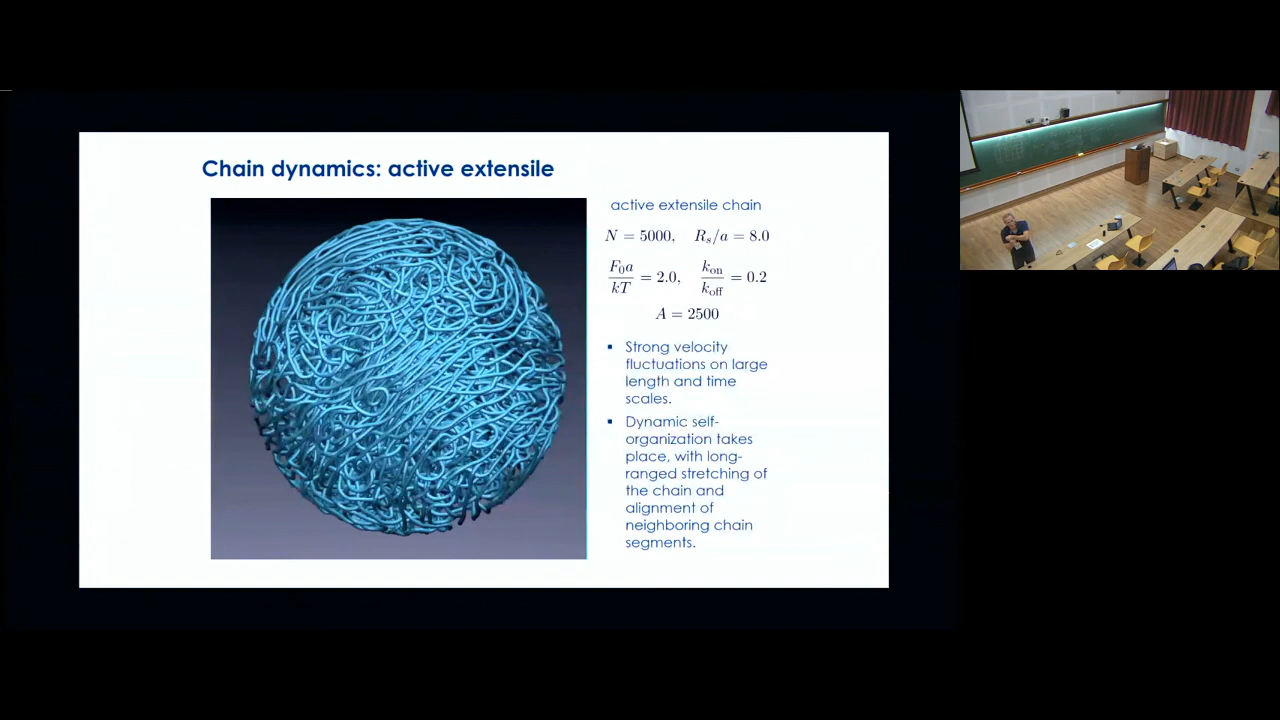 Chain dynamics: active extensile
active extensile chain
N = 5000, R_s/a = 8.0
F_0a/kT = 2.0, k_on/k_off = 0.2
A = 2500
▪ Strong velocity
fluctuations on large
length and time
scales.
▪ Dynamic self-
organization takes
place, with long-
ranged stretching of
the chain and
alignment of
neighboring chain
segments.